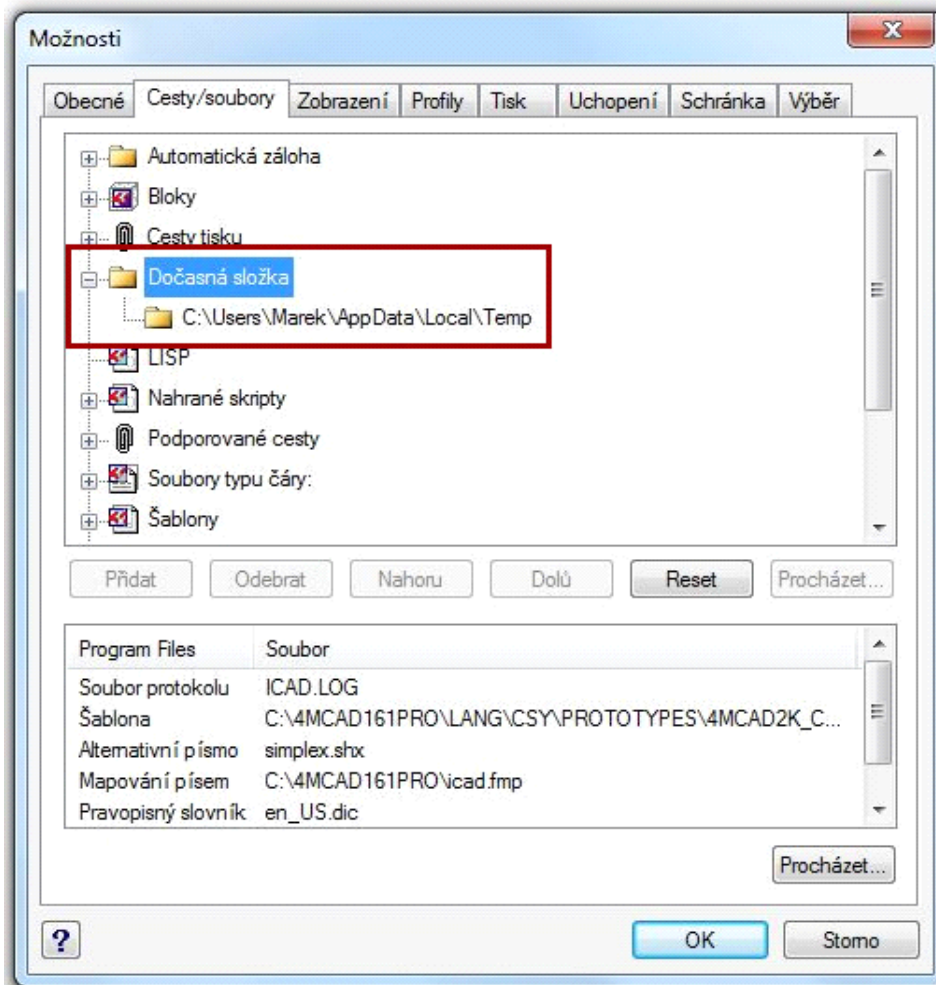 Možnosti
Obecné Cesty/soubory Zobrazení Profily Tisk Uchopení Schránka Výběr
Automatická záloha
Bloky
Cesty tisku
Dočasná složka
C:\Users\Marek\AppData\Local\Temp
LISP
Nahrané skripty
Podporované cesty
Soubory typu čáry:
Šablony
Přidat Odebrat Nahoru Dolů Reset Procházet...
Program Files Soubor
Soubor protokolu ICAD.LOG
Šablona C:\4MCAD161PRO\LANG\CSY\PROTOTYPES\4MCAD2K_C...
Alternativní písmo simplex.shx
Mapování písem C:\4MCAD161PRO\icad.fmp
Pravopisný slovník en_US.dic
Procházet...
? OK Storno